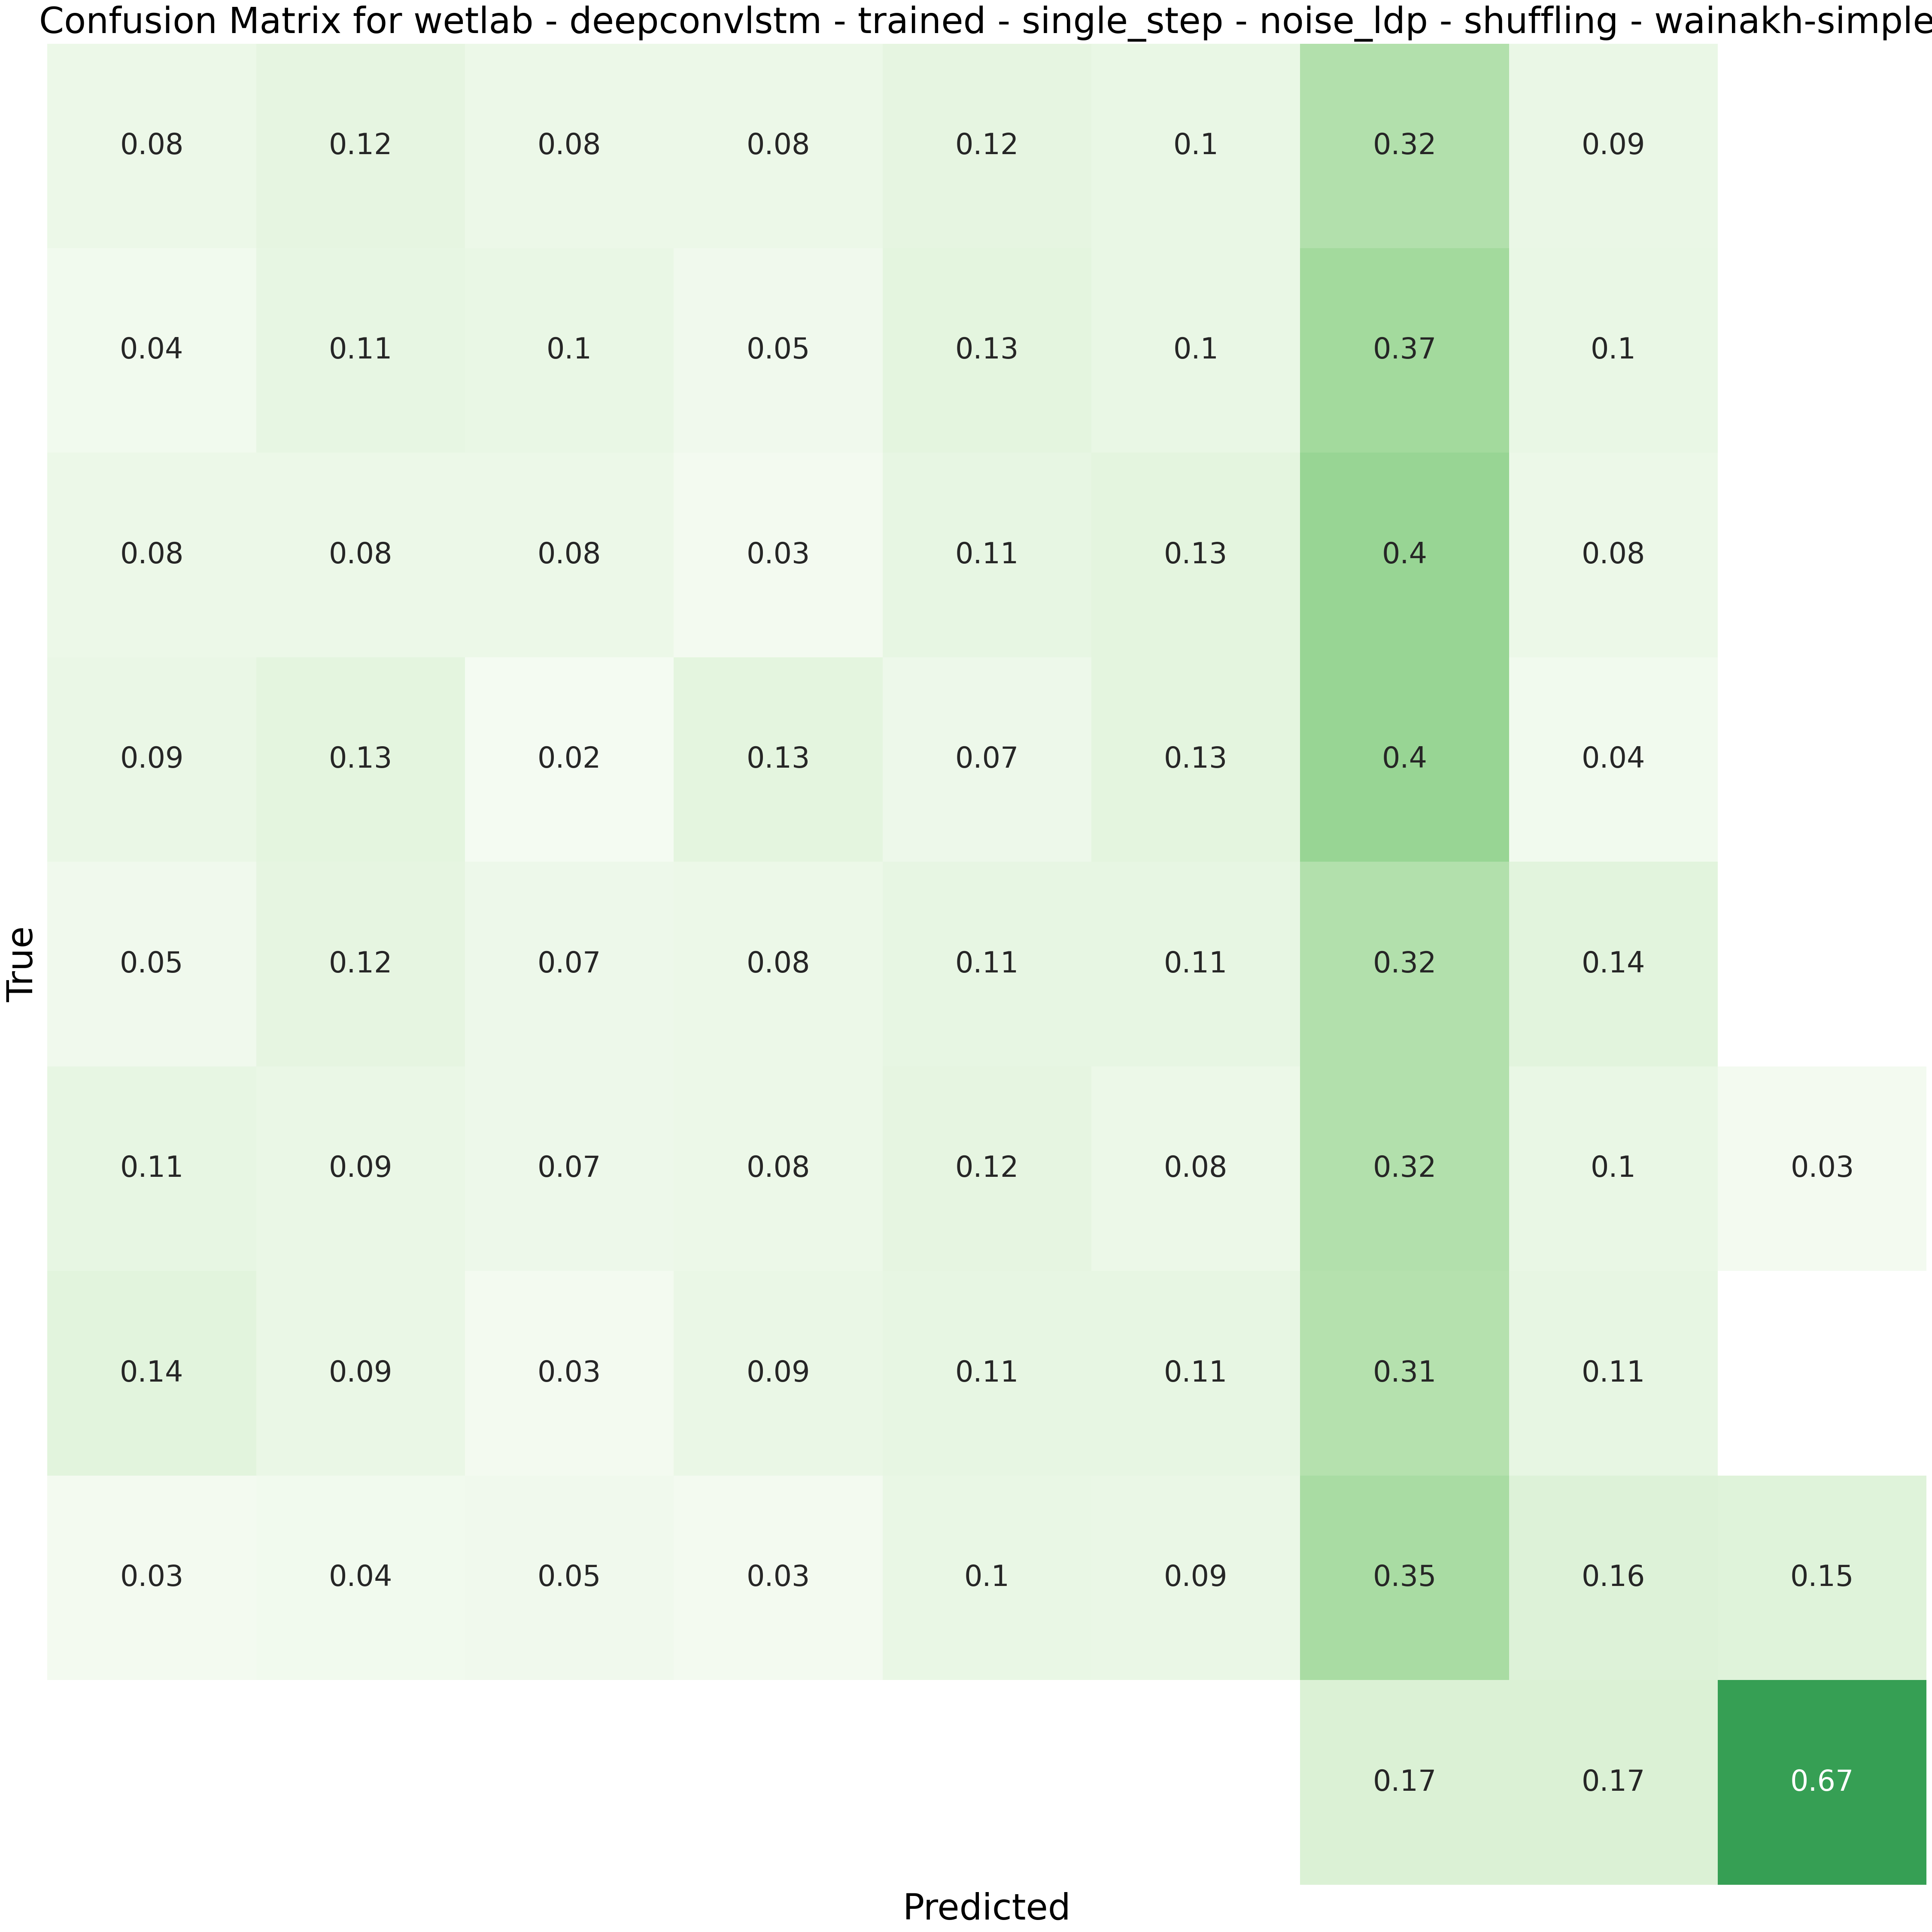 Confusion Matrix for wetlab - deepconvlstm - trained - single_step - noise_ldp - shuffling - wainakh-simple
0.08 0.12 0.08 0.08 0.12 0.1 0.32 0.09
0.04 0.11 0.1 0.05 0.13 0.1 0.37 0.1
0.08 0.08 0.08 0.03 0.11 0.13 0.4 0.08
0.09 0.13 0.02 0.13 0.07 0.13 0.4 0.04
True
0.05 0.12 0.07 0.08 0.11 0.11 0.32 0.14
0.11 0.09 0.07 0.08 0.12 0.08 0.32 0.1 0.03
0.14 0.09 0.03 0.09 0.11 0.11 0.31 0.11
0.03 0.04 0.05 0.03 0.1 0.09 0.35 0.16 0.15
0.17 0.17 0.67
Predicted